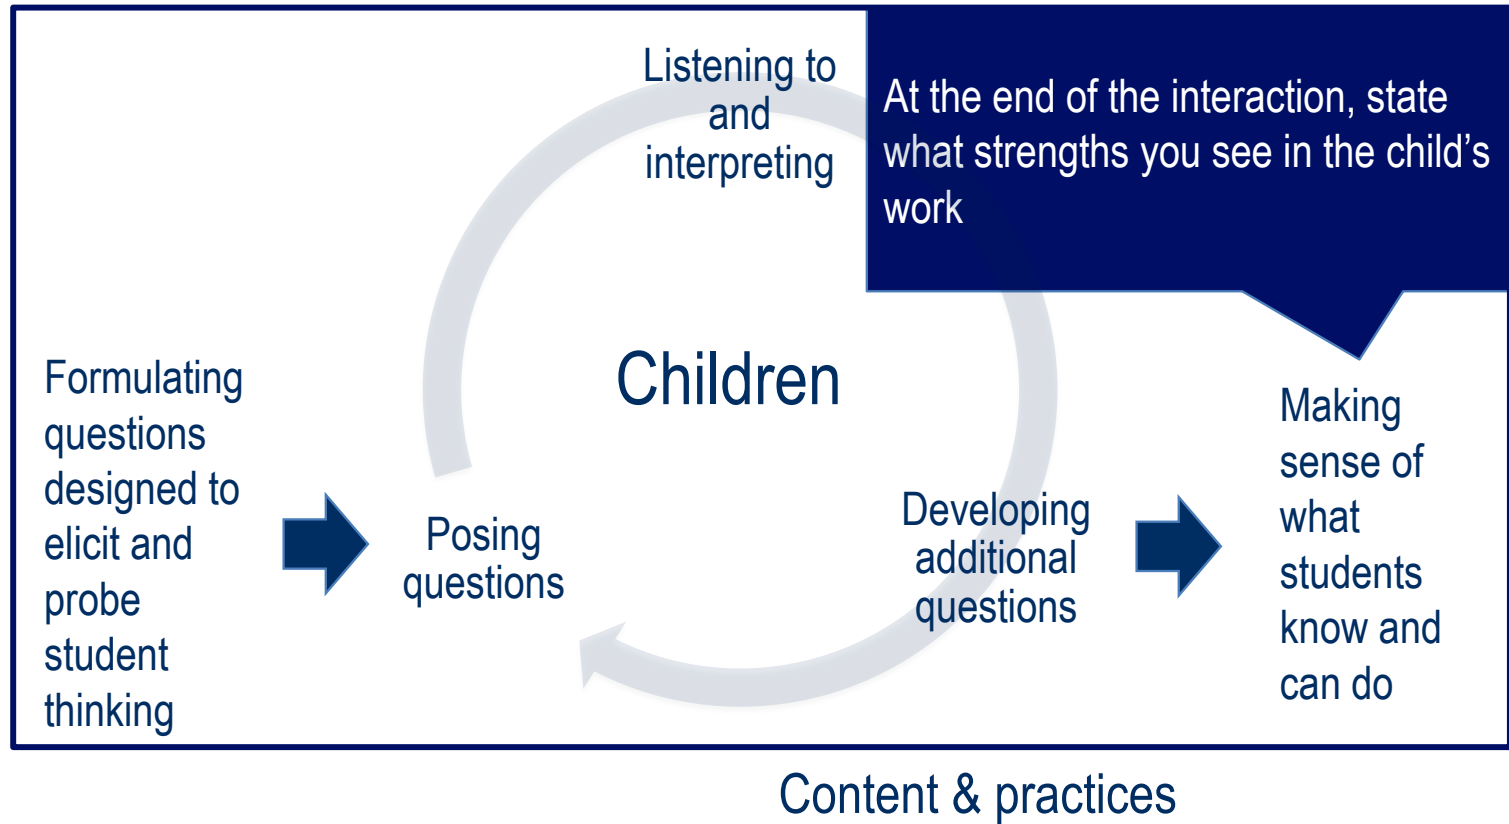 Listening to
and
interpreting
At the end of the interaction, state
what strengths you see in the child’s
work
Children
Formulating
questions
designed to
elicit and
probe
student
thinking
Posing
questions
Developing
additional
questions
Making
sense of
what
students
know and
can do
Content & practices